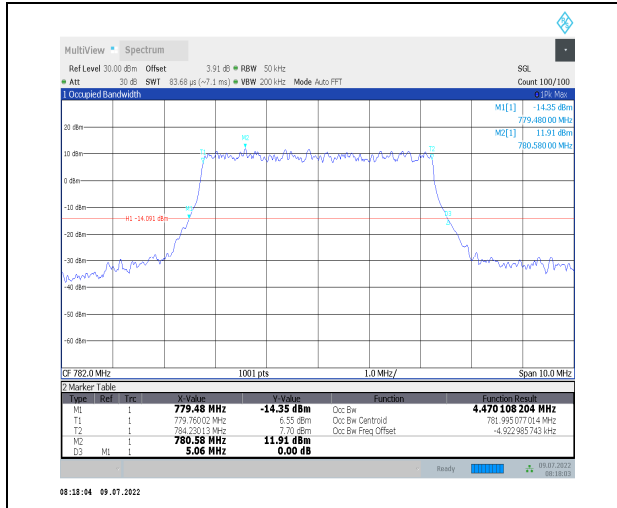 MultiView Spectrum
Ref Level 30.00 dBm Offset 3.91 dB RBW 50 kHz SGL
Att 30 dB SWT 83.68 µs (~7.1 ms) VBW 200 kHz Mode Auto FFT Count 100/100
1 Occupied Bandwidth 1Pk Max
M1[1] -14.35 dBm
779.480 00 MHz
M2[1] 11.91 dBm
780.580 00 MHz
20 dBm
M2
T1 T2
10 dBm
0 dBm
M1
-10 dBm
D3
H1 -14.091 dBm
-20 dBm
-30 dBm
-40 dBm
-50 dBm
-60 dBm
CF 782.0 MHz 1001 pts 1.0 MHz/ Span 10.0 MHz
2 Marker Table
Type Ref Trc X-Value Y-Value Function Function Result
M1 1 779.48 MHz -14.35 dBm Occ Bw 4.470 108 204 MHz
T1 1 779.760 02 MHz 6.55 dBm Occ Bw Centroid 781.995 077 014 MHz
T2 1 784.230 13 MHz 7.70 dBm Occ Bw Freq Offset -4.922 985 743 kHz
M2 1 780.58 MHz 11.91 dBm
D3 M1 1 5.06 MHz 0.00 dB
Ready 09.07.2022
08:18:03
08:18:04 09.07.2022